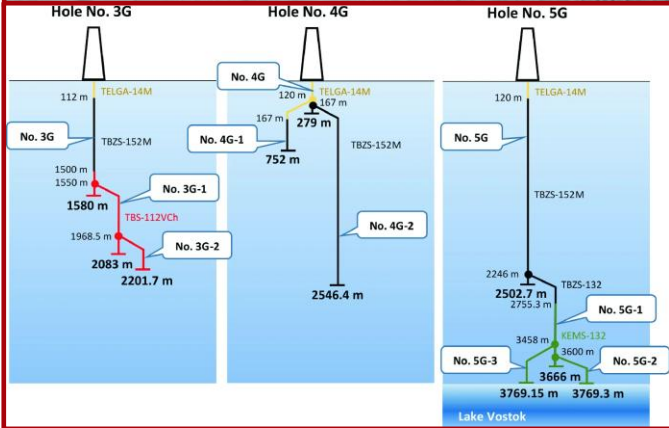 Hole No. 3G
TELGA-14M
112 m
No. 3G
TBZS-152M
1500 m
1550 m
No. 3G-1
1580 m
TBS-112VCh
1968.5 m
No. 3G-2
2083 m
2201.7 m
Hole No. 4G
No. 4G
TELGA-14M
120 m
167 m
167 m
279 m
No. 4G-1
TBZS-152M
752 m
No. 4G-2
2546.4 m
Hole No. 5G
TELGA-14M
120 m
No. 5G
TBZS-152M
2246 m
TBZS-132
2502.7 m
2755.3 m
No. 5G-1
KEMS-132
3458 m
3600 m
No. 5G-3
No. 5G-2
3666 m
3769.15 m
3769.3 m
Lake Vostok